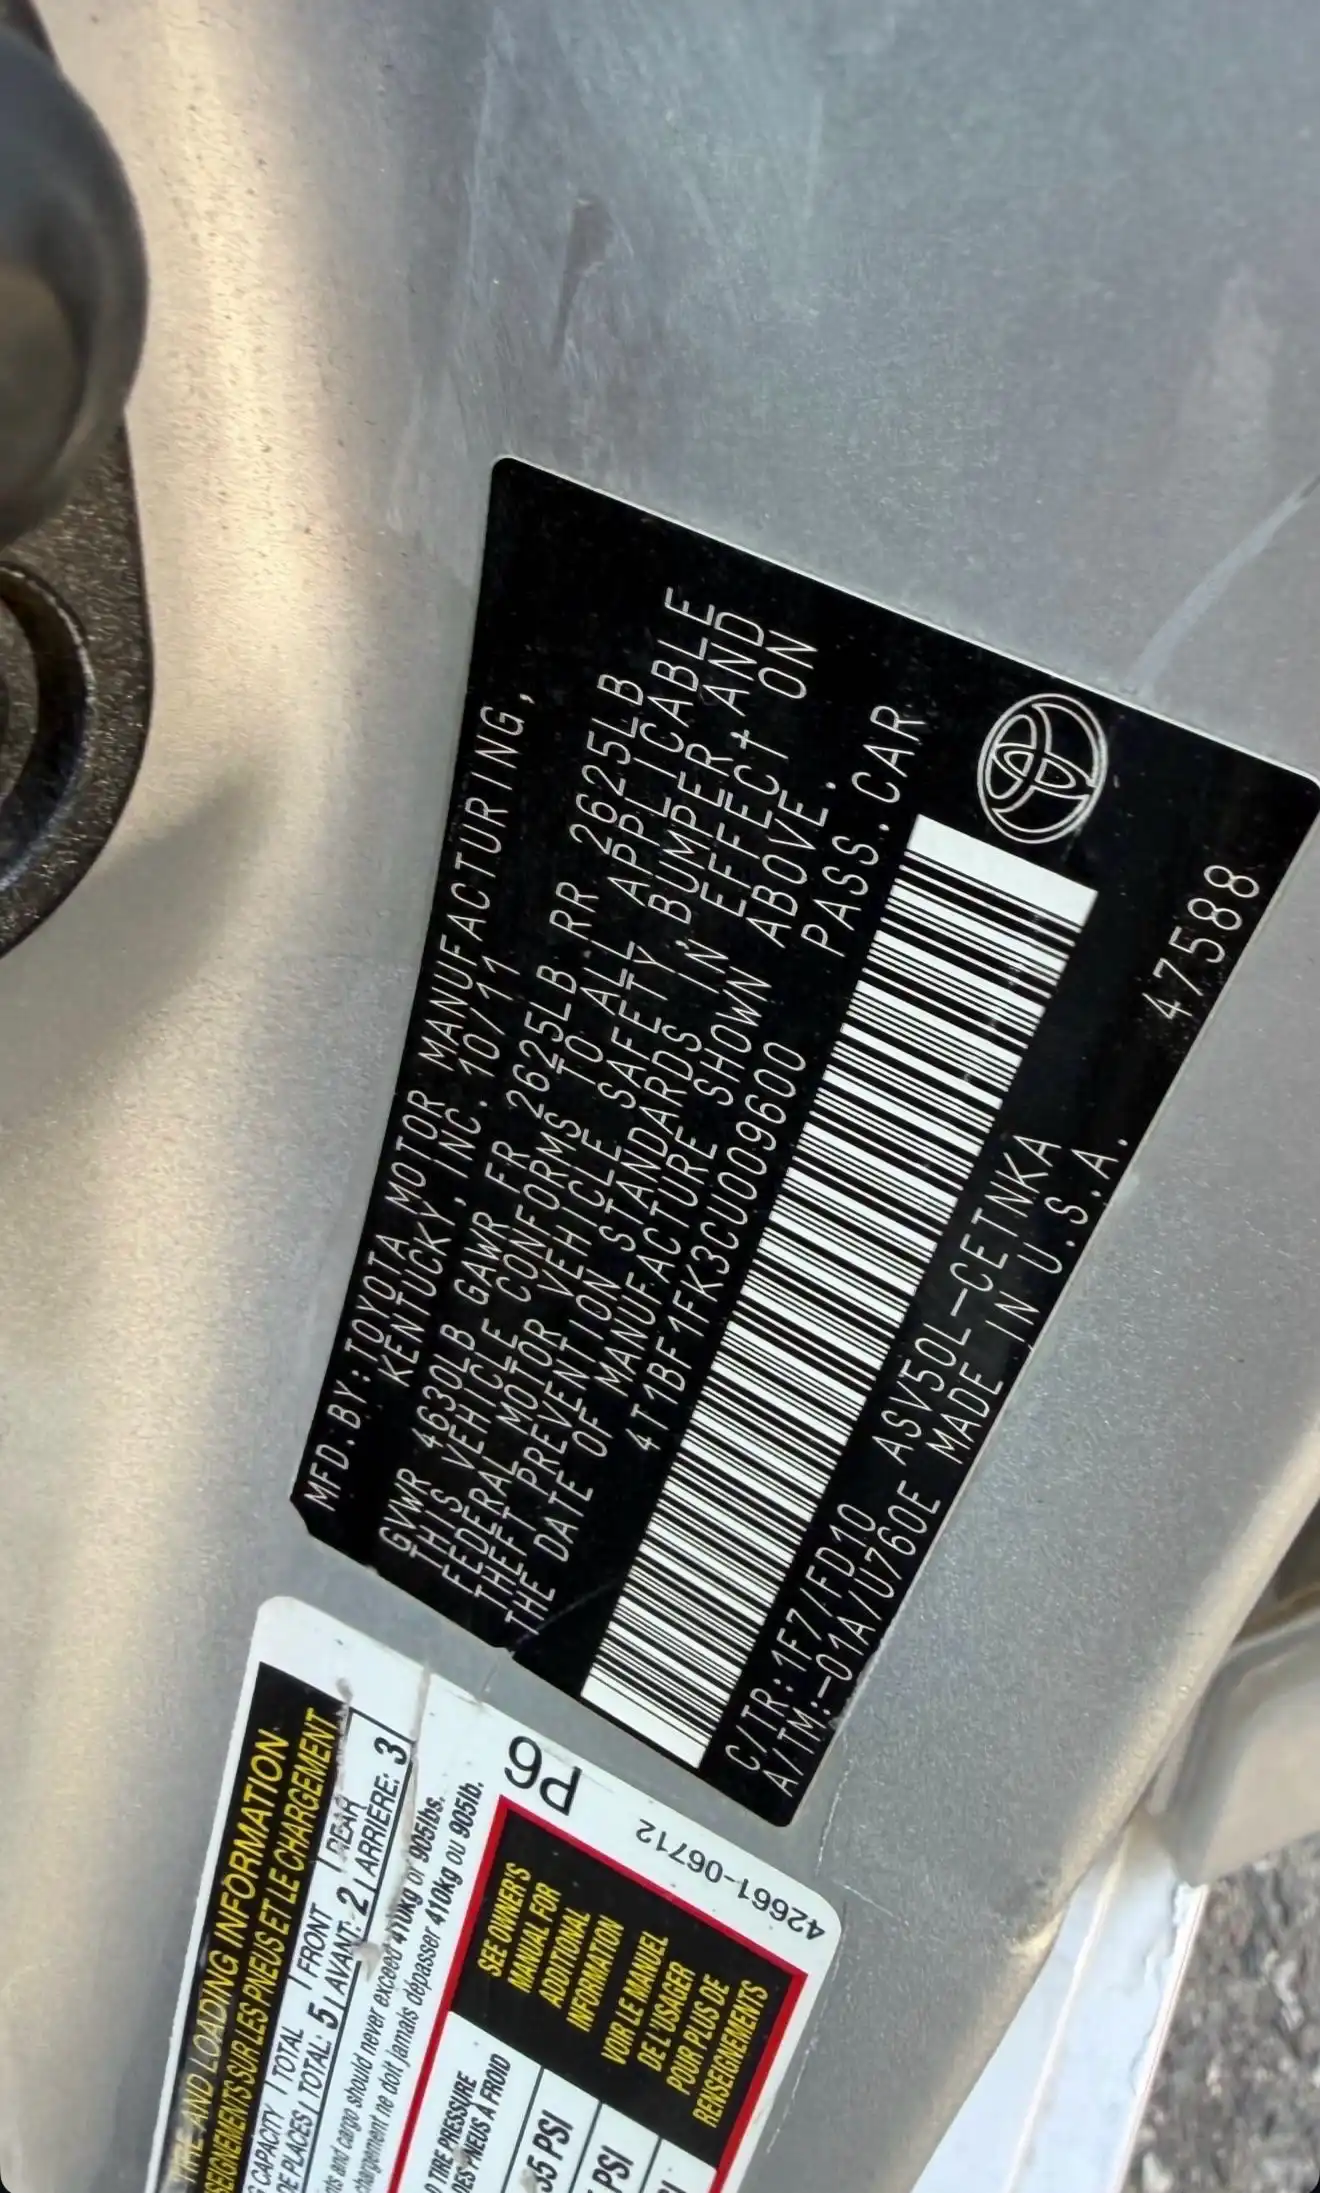 MFD.BY:TOYOTA MOTOR MANUFACTURING,
KENTUCKY, INC. 10/11
GVWR 4630LB GAWR FR 2625LB RR 2625LB
THIS VEHICLE CONFORMS TO ALL APPLICABLE
FEDERAL MOTOR VEHICLE SAFETY, BUMPER, AND
THEFT PREVENTION STANDARDS IN EFFECT ON
THE DATE OF MANUFACTURE SHOWN ABOVE.
4T1BF1FK3CU009600 PASS.CAR
C/TR:1F7/FD10 ASV50L-CETNKA
A/TM:-01A/U760E MADE IN U.S.A.
47588
TIRE AND LOADING INFORMATION
SEIGNEMENTS SUR LES PNEUS ET LE CHARGEMENT
CAPACITY TOTAL FRONT REAR
DE PLACES TOTAL: 5 AVANT: 2 ARRIÈRE: 3
and cargo should never exceed 410kg or 905lbs.
chargement ne doit jamais dépasser 410kg ou 905lb.
P6
42661-06712
TIRE PRESSURE
DES PNEUS À FROID
PSI
PSI
SEE OWNER'S
MANUAL FOR
ADDITIONAL
INFORMATION
VOIR LE MANUEL
DE L'USAGER
POUR PLUS DE
RENSEIGNEMENTS